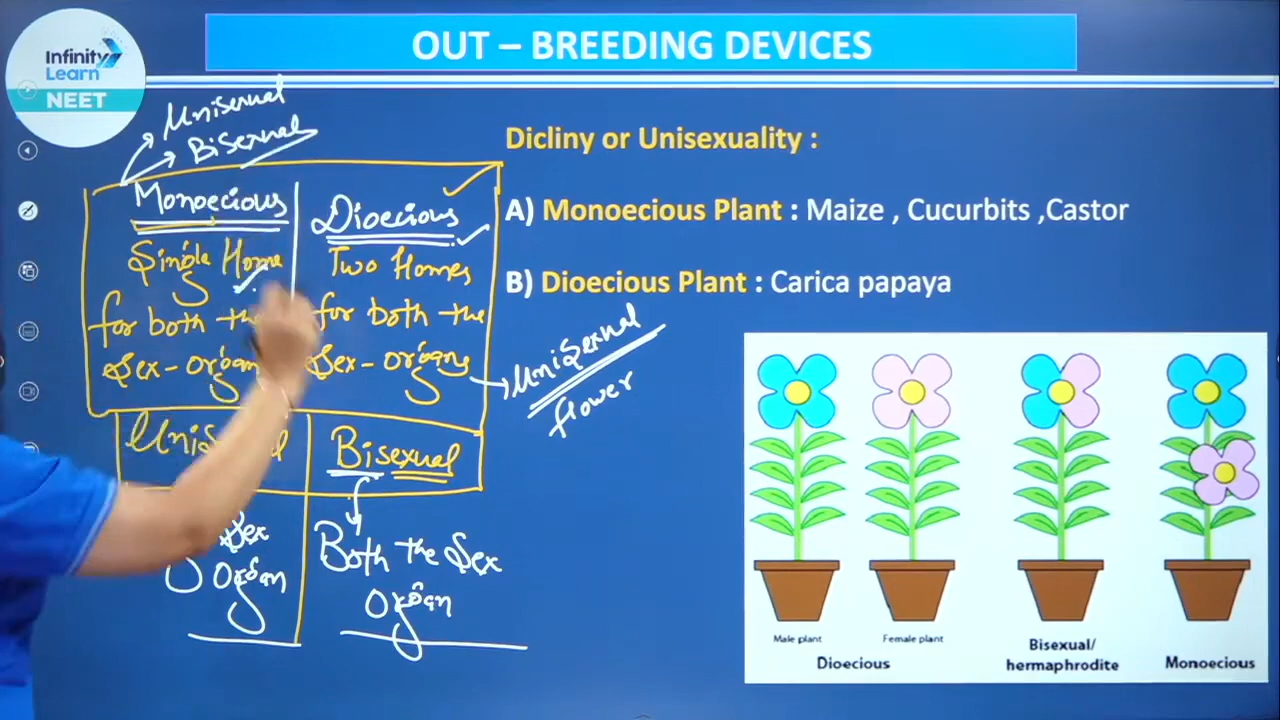 Infinity
Learn
NEET
OUT – BREEDING DEVICES
Unisexual
Bisexual
Monoecious
Single Home
for both the
Sex-Organ
Dioecious
Two Homes
for both the
Sex-Organs
Unisexual
flower
Bisexual
Sex
Organ
Both the Sex
Organ
Dicliny or Unisexuality :
A) Monoecious Plant : Maize , Cucurbits ,Castor
B) Dioecious Plant : Carica papaya
Male plant
Female plant
Dioecious
Bisexual/
hermaphrodite
Monoecious